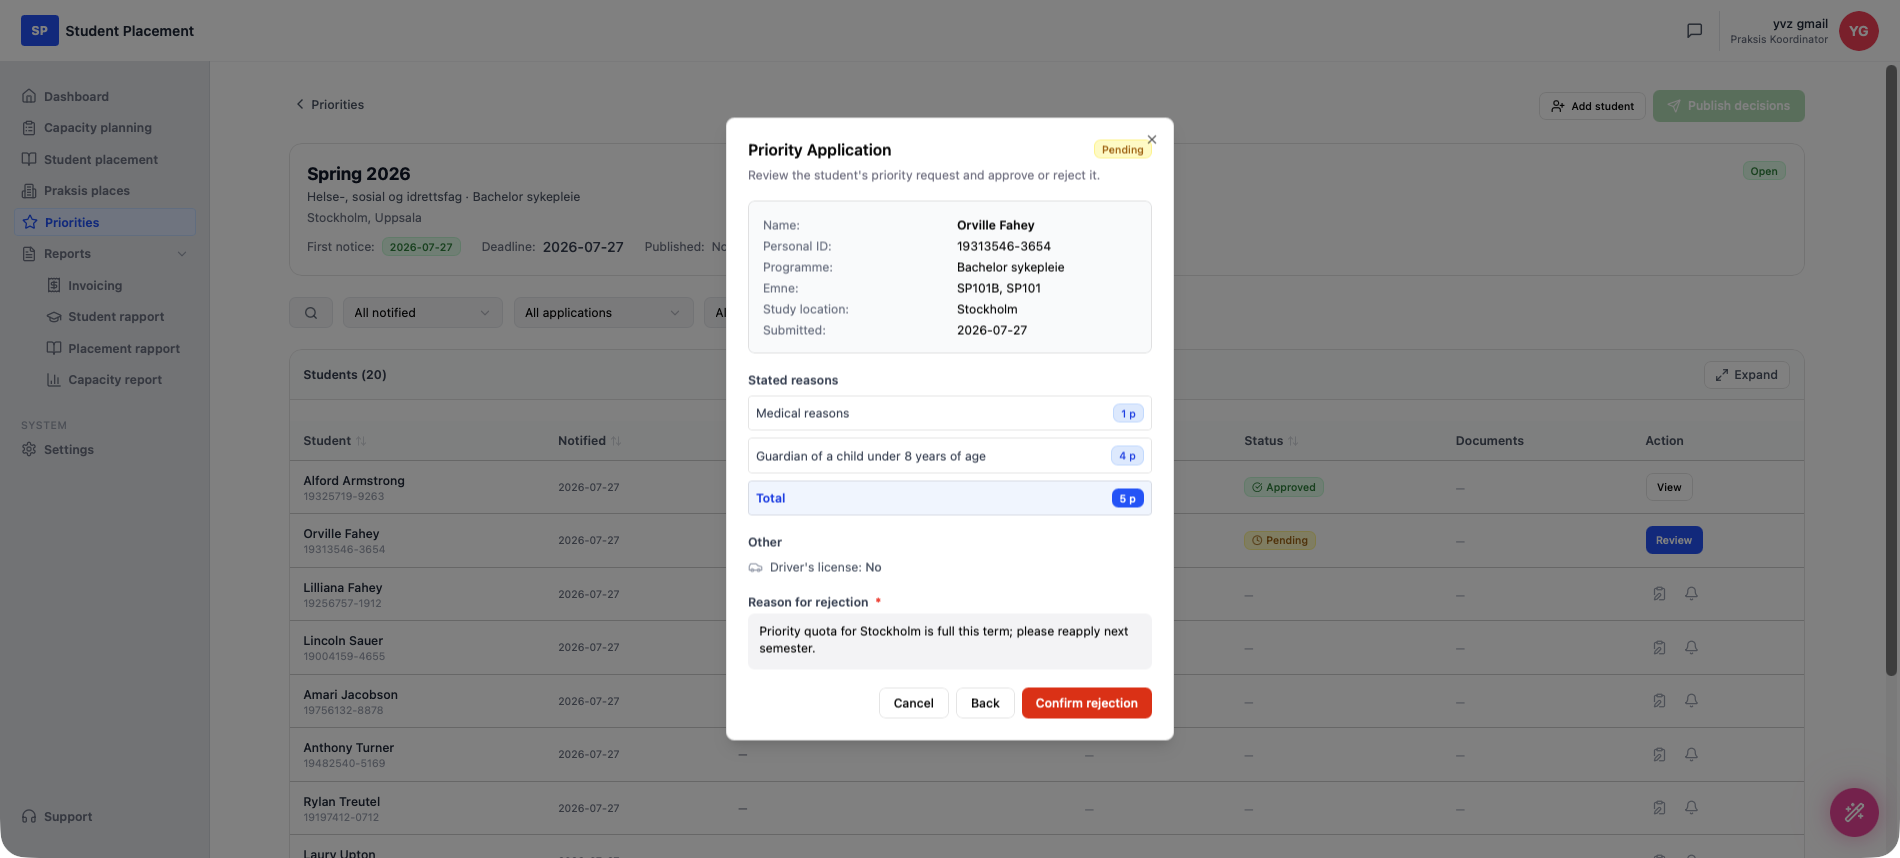 SP Student Placement
yvz gmail
Praksis Koordinator
YG
Dashboard
Capacity planning
Student placement
Praksis places
Priorities
Reports
Invoicing
Student rapport
Placement rapport
Capacity report
SYSTEM
Settings
Support
Priorities
Add student
Publish decisions
Spring 2026
Open
Helse-, sosial og idrettsfag · Bachelor sykepleie
Stockholm, Uppsala
First notice: 2026-07-27 Deadline: 2026-07-27 Published:
All notified
All applications
Students (20)
Expand
Student Notified Status Documents Action
Alford Armstrong
19325719-9263
2026-07-27 Approved View
Orville Fahey
19313546-3654
2026-07-27 Pending — Review
Lilliana Fahey
19256757-1912
2026-07-27 — —
Lincoln Sauer
19004159-4655
2026-07-27 — —
Amari Jacobson
19756132-8878
2026-07-27 — —
Anthony Turner
19482540-5169
2026-07-27 — — — —
Rylan Treutel
19197412-0712
2026-07-27 — — — —
Laury Upton
Priority Application
Pending
Review the student's priority request and approve or reject it.
Name: Orville Fahey
Personal ID: 19313546-3654
Programme: Bachelor sykepleie
Emne: SP101B, SP101
Study location: Stockholm
Submitted: 2026-07-27
Stated reasons
Medical reasons 1 p
Guardian of a child under 8 years of age 4 p
Total 5 p
Other
Driver's license: No
Reason for rejection *
Priority quota for Stockholm is full this term; please reapply next
semester.
Cancel
Back
Confirm rejection